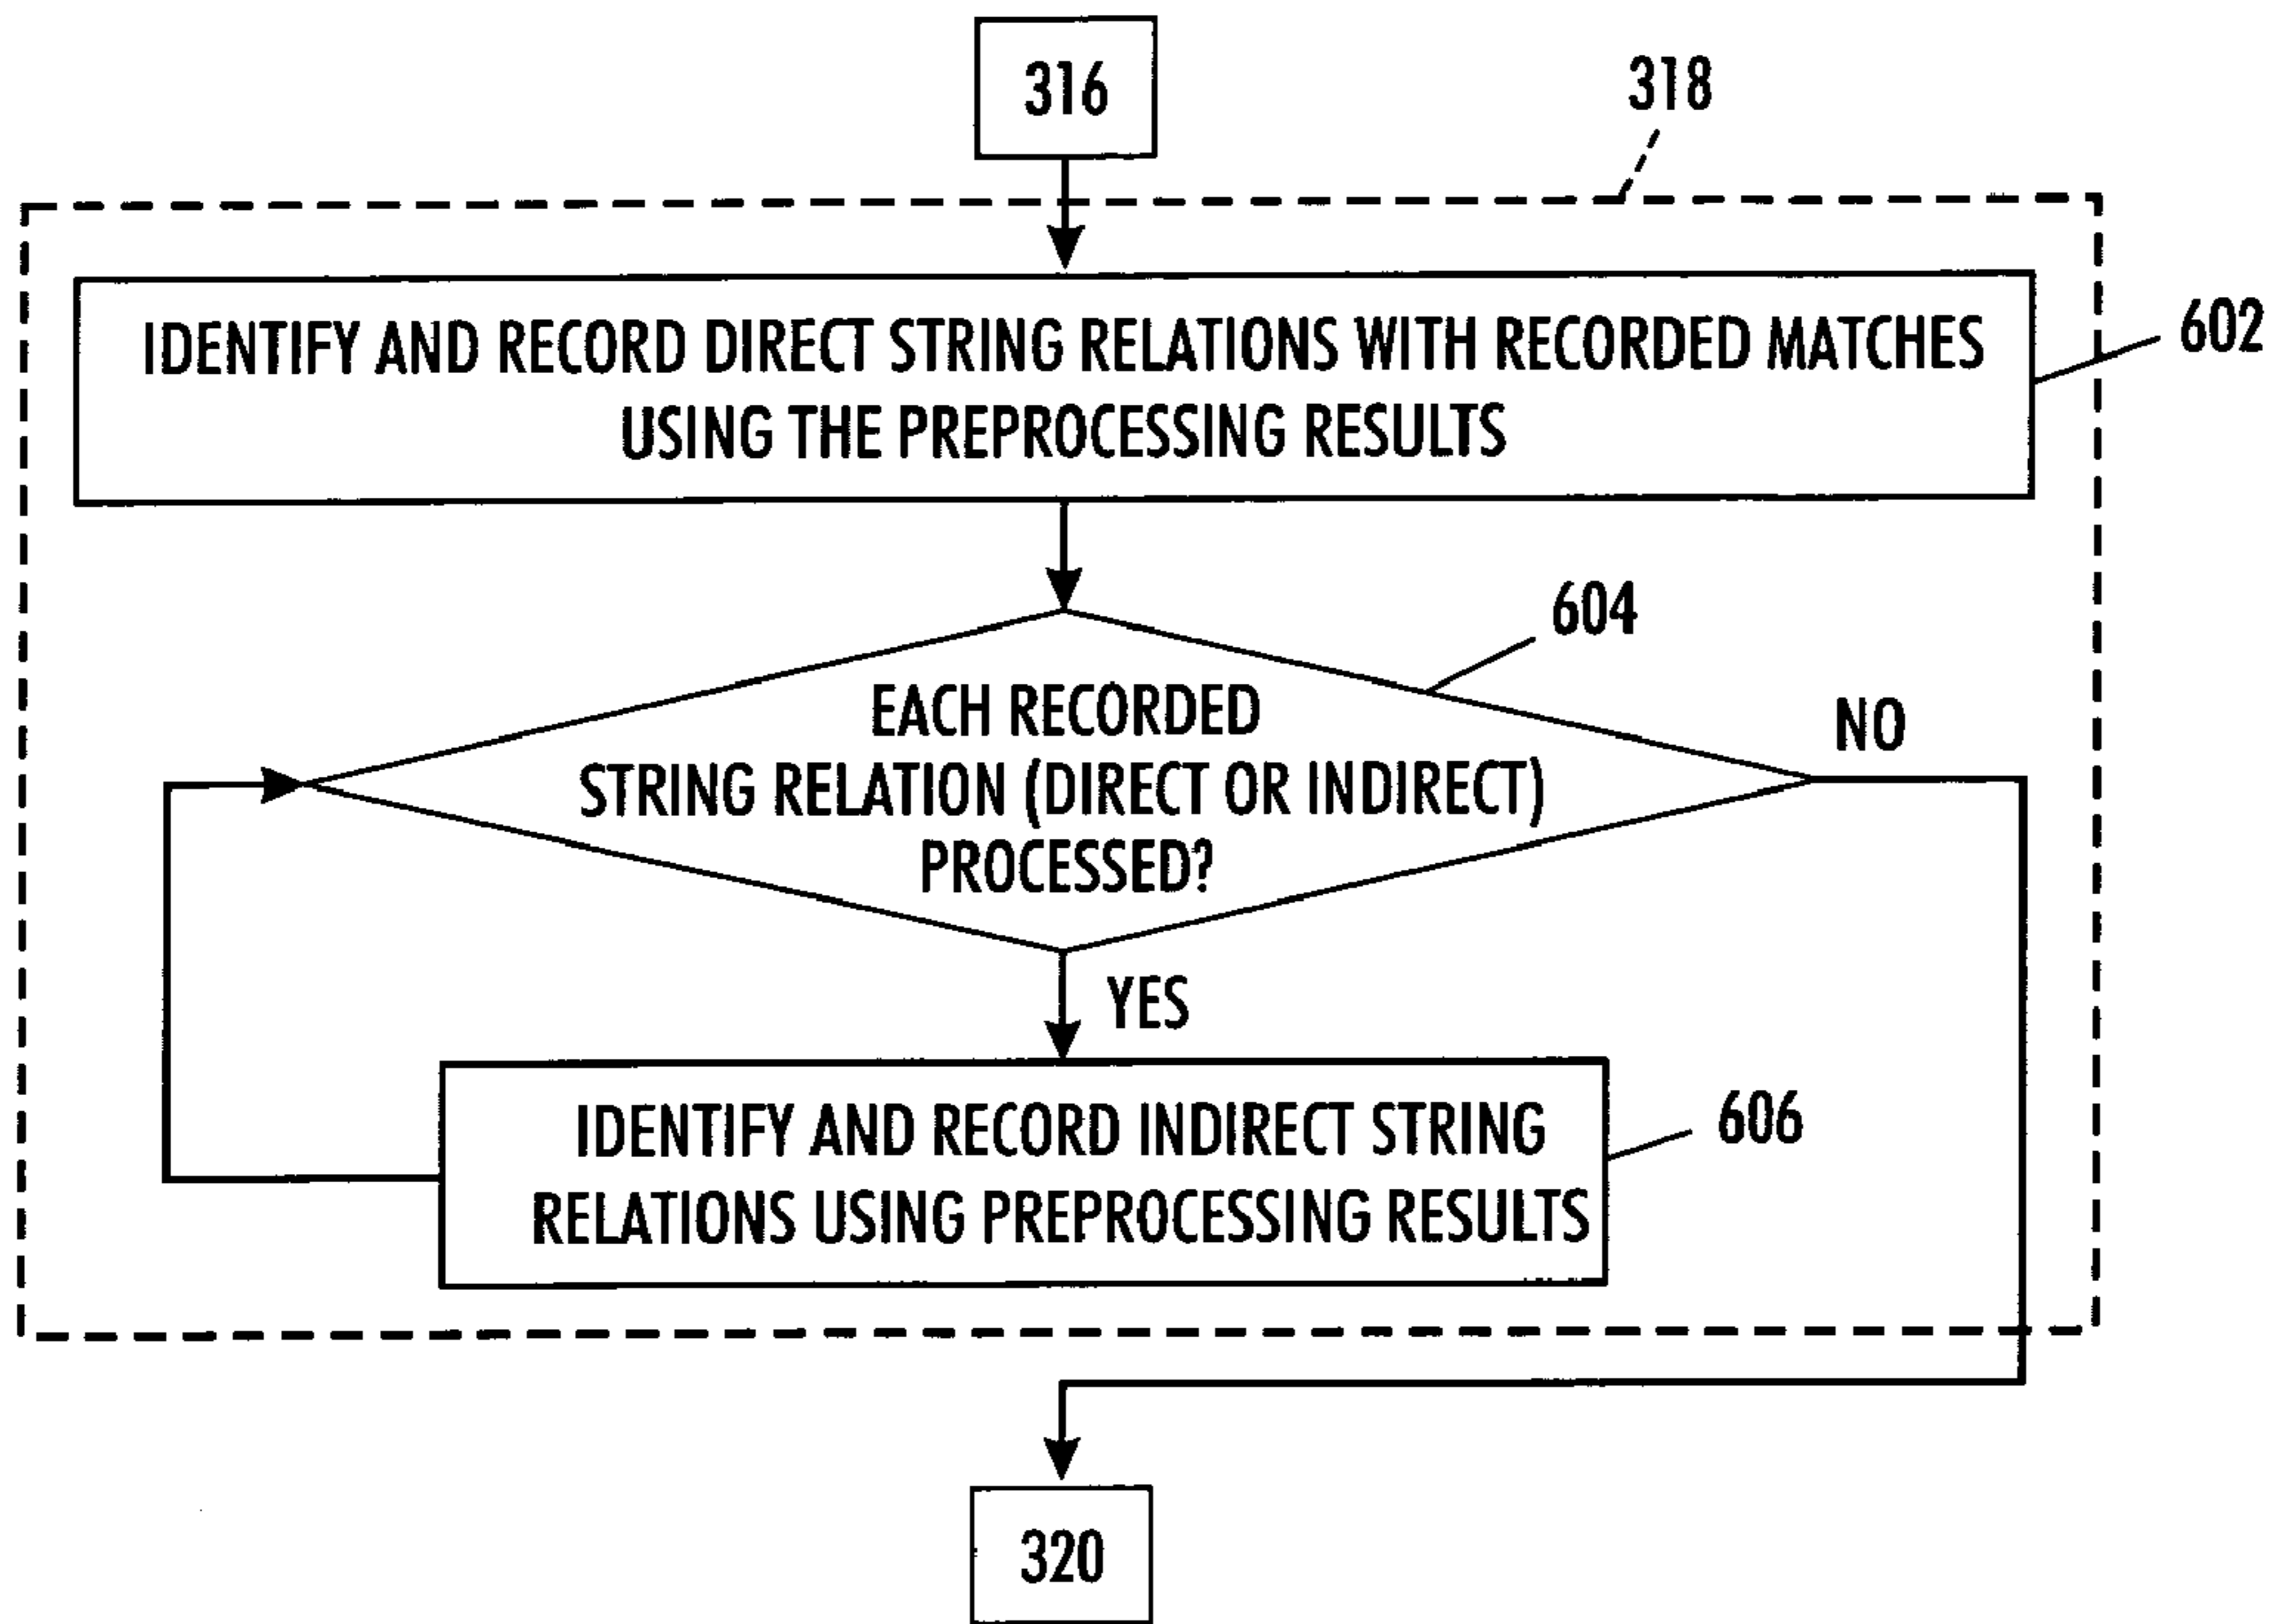 316
318
IDENTIFY AND RECORD DIRECT STRING RELATIONS WITH RECORDED MATCHES
USING THE PREPROCESSING RESULTS
602
604
EACH RECORDED
STRING RELATION (DIRECT OR INDIRECT)
PROCESSED?
NO
YES
IDENTIFY AND RECORD INDIRECT STRING
RELATIONS USING PREPROCESSING RESULTS
606
320